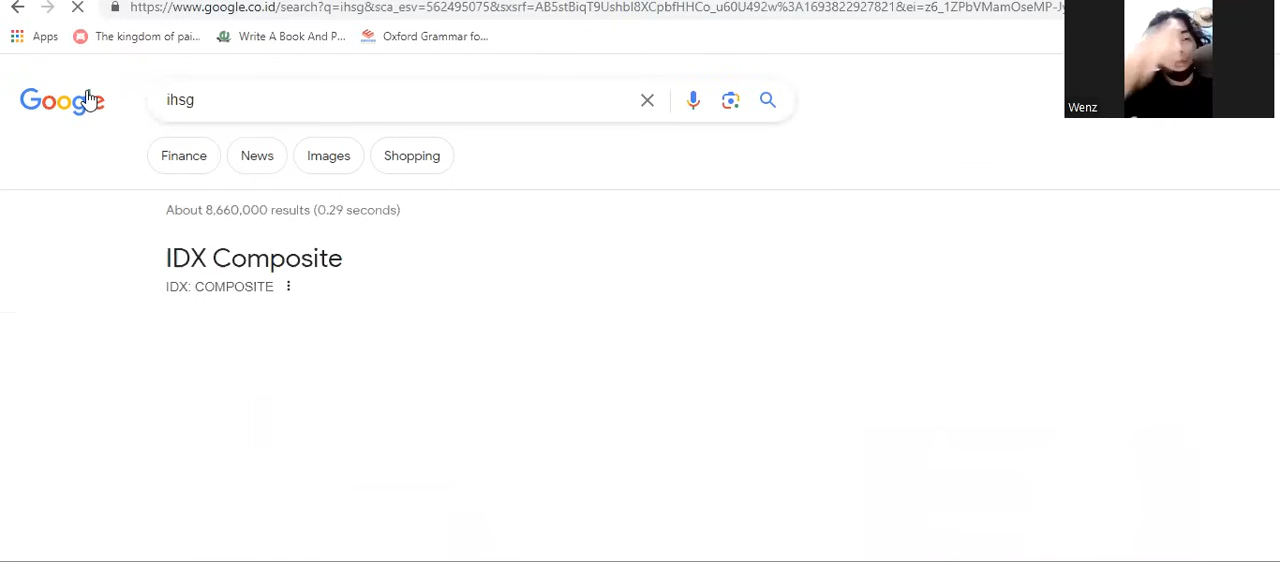 https://www.google.co.id/search?q=ihsg&sca_esv=562495075&sxsrf=AB5stBiqT9UshbI8XCpbfHHCo_u60U492w%3A1693822927821&ei=z6_1ZPbVMamOseMP-Jy
Apps The kingdom of pai... Write A Book And P... Oxford Grammar fo...
Wenz
Google ihsg
Finance News Images Shopping
About 8,660,000 results (0.29 seconds)
IDX Composite
IDX: COMPOSITE